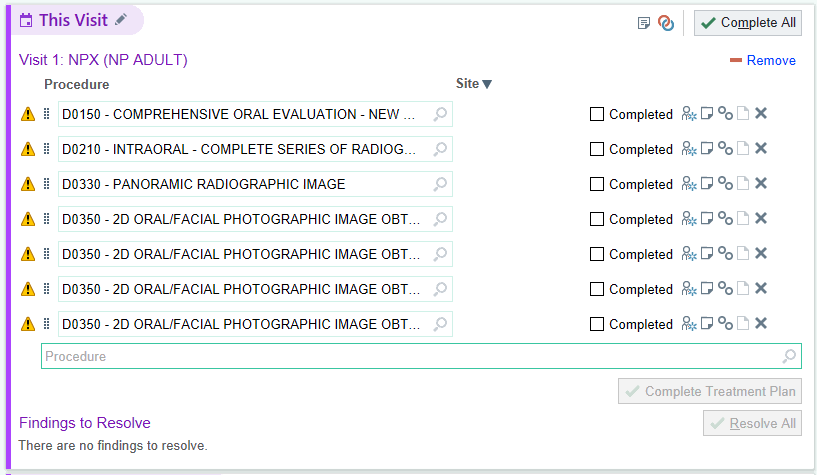 This Visit
Complete All
Visit 1: NPX (NP ADULT)
Remove
Procedure Site
D0150 - COMPREHENSIVE ORAL EVALUATION - NEW ... Completed
D0210 - INTRAORAL - COMPLETE SERIES OF RADIOG... Completed
D0330 - PANORAMIC RADIOGRAPHIC IMAGE Completed
D0350 - 2D ORAL/FACIAL PHOTOGRAPHIC IMAGE OBT... Completed
D0350 - 2D ORAL/FACIAL PHOTOGRAPHIC IMAGE OBT... Completed
D0350 - 2D ORAL/FACIAL PHOTOGRAPHIC IMAGE OBT... Completed
D0350 - 2D ORAL/FACIAL PHOTOGRAPHIC IMAGE OBT... Completed
Procedure
Complete Treatment Plan
Findings to Resolve
Resolve All
There are no findings to resolve.